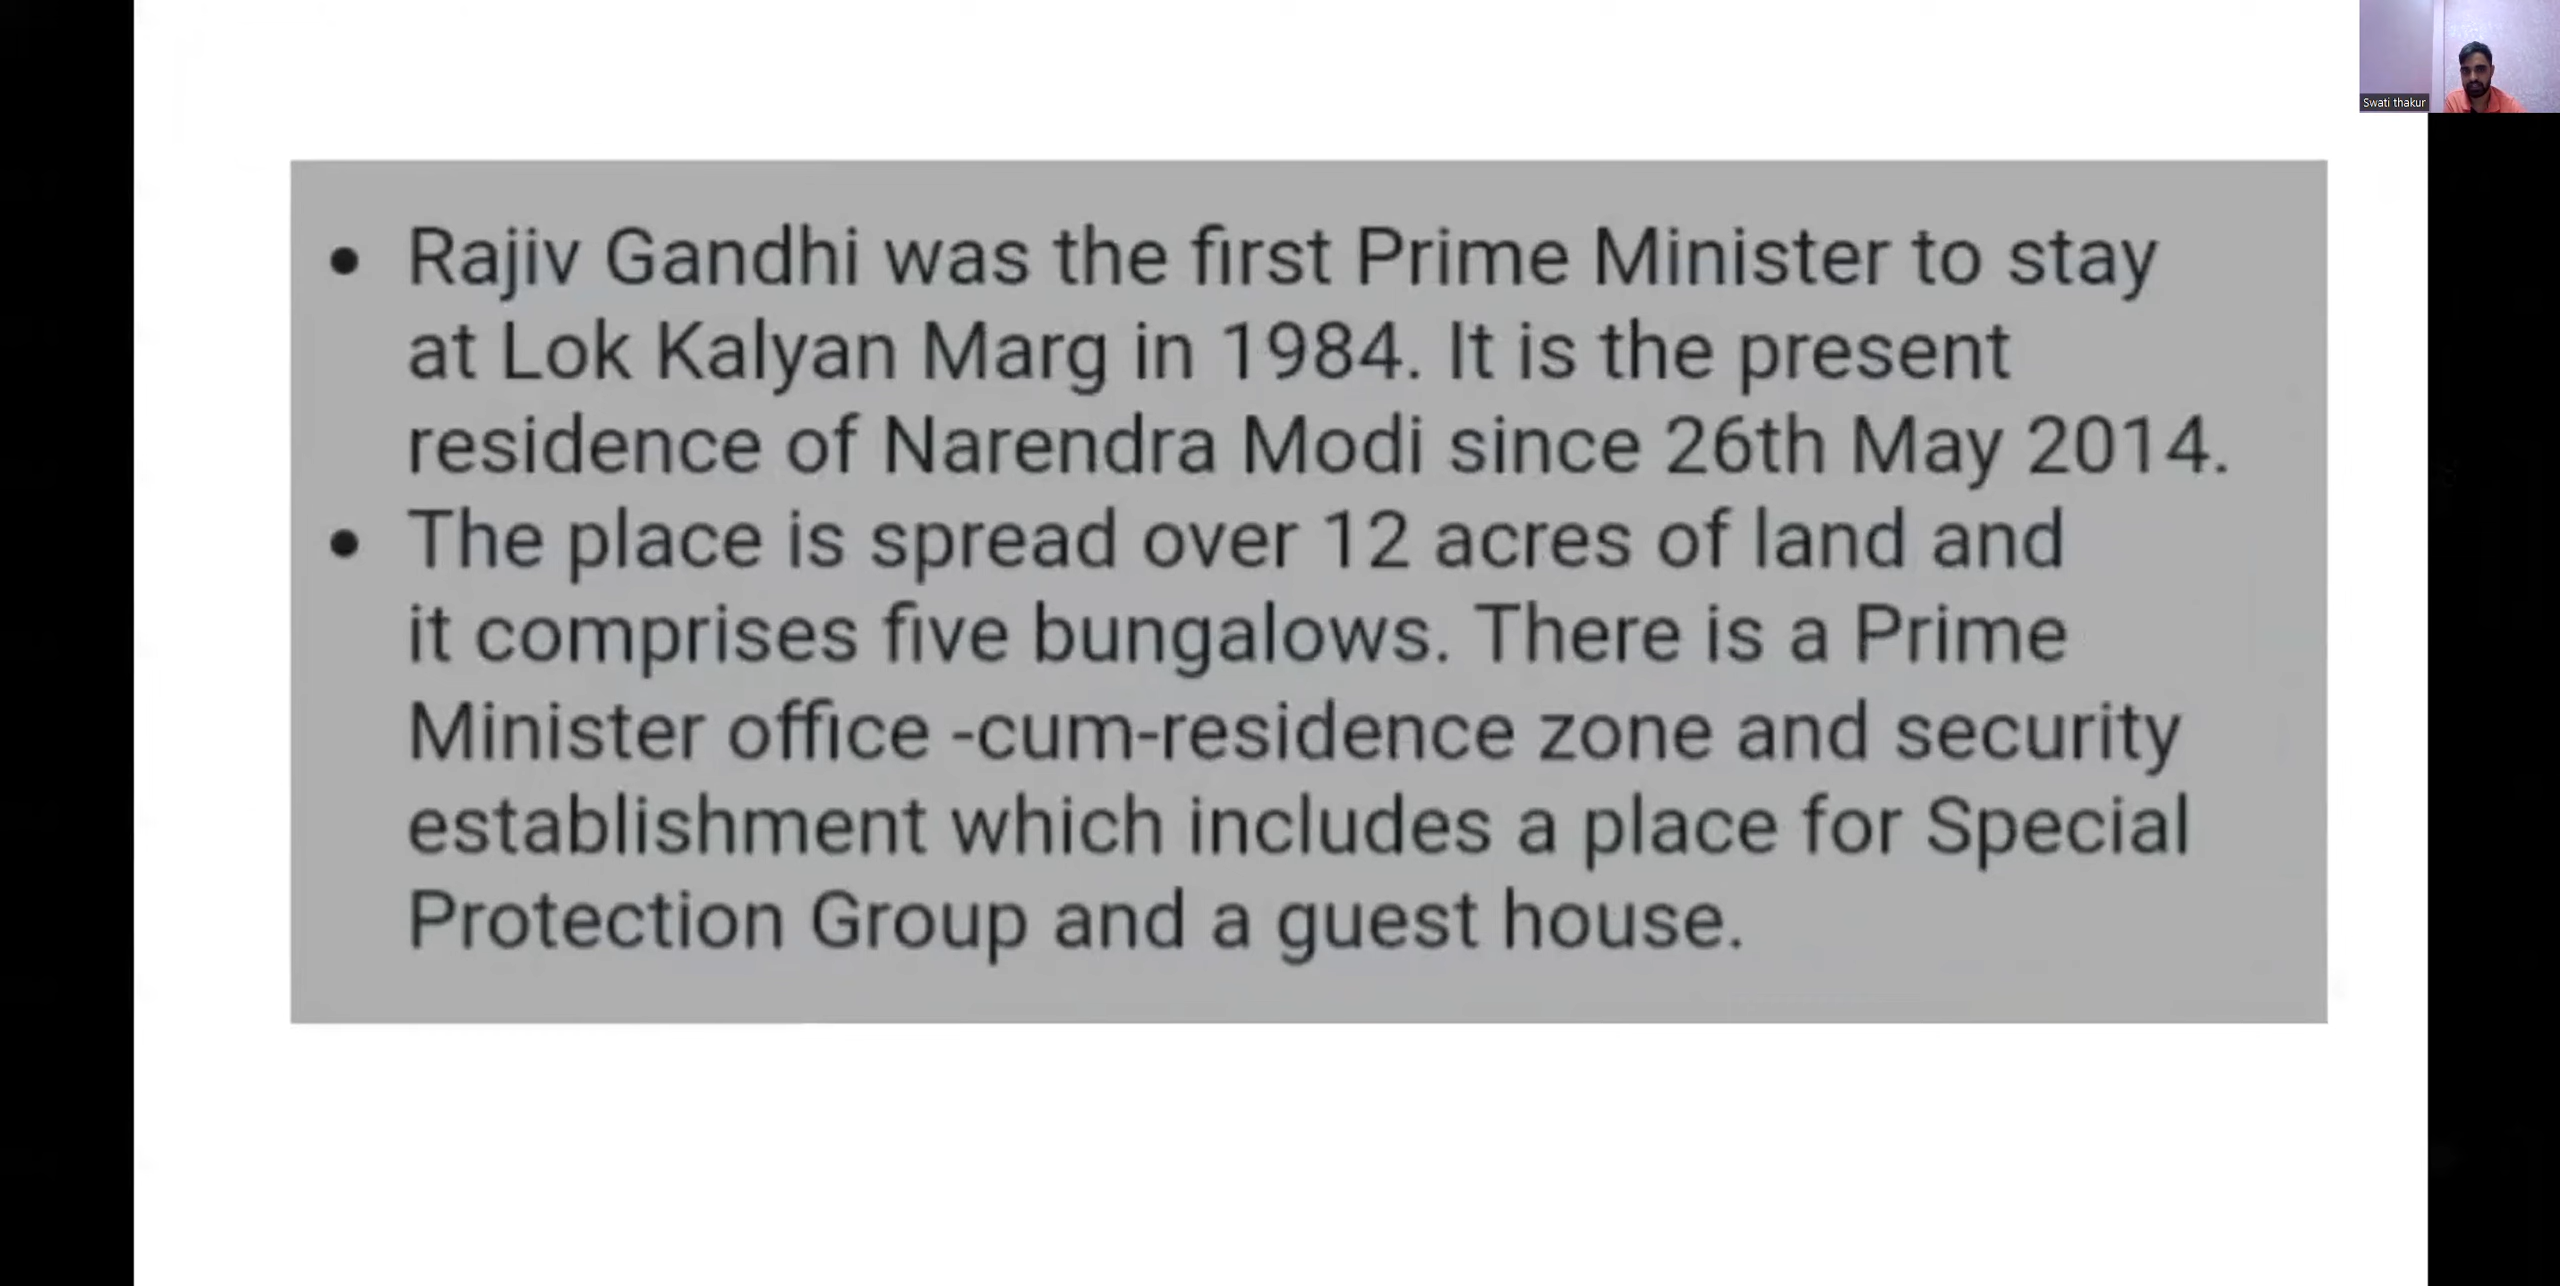 Swati thakur
• Rajiv Gandhi was the first Prime Minister to stay
at Lok Kalyan Marg in 1984. It is the present
residence of Narendra Modi since 26th May 2014.
• The place is spread over 12 acres of land and
it comprises five bungalows. There is a Prime
Minister office -cum-residence zone and security
establishment which includes a place for Special
Protection Group and a guest house.